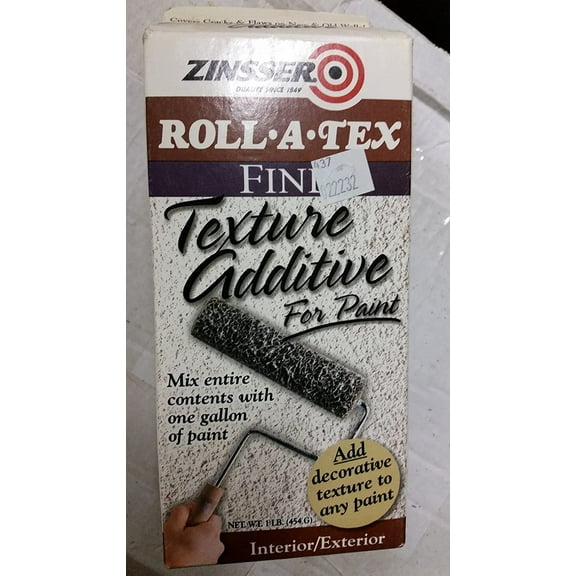 Covers Cracks & Flaws on New & Old Walls
ZINSSER
QUALITY SINCE 1849
ROLL·A·TEX
FINE
437
22232
Texture
Additive
For Paint
Mix entire
contents with
one gallon
of paint
Add
decorative
texture to
any paint
NET WT. 1 LB. (454 G)
Interior/Exterior